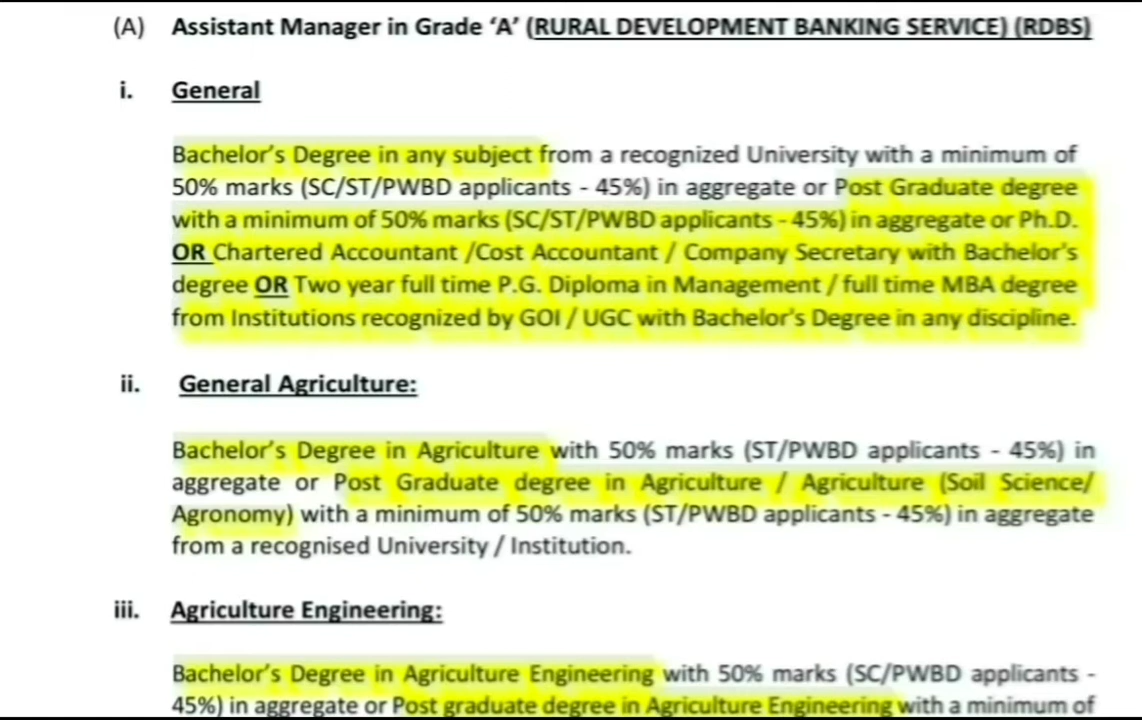 (A) Assistant Manager in Grade ‘A’ (RURAL DEVELOPMENT BANKING SERVICE) (RDBS)
i. General
Bachelor’s Degree in any subject from a recognized University with a minimum of
50% marks (SC/ST/PWBD applicants - 45%) in aggregate or Post Graduate degree
with a minimum of 50% marks (SC/ST/PWBD applicants - 45%) in aggregate or Ph.D.
OR Chartered Accountant /Cost Accountant / Company Secretary with Bachelor’s
degree OR Two year full time P.G. Diploma in Management / full time MBA degree
from Institutions recognized by GOI / UGC with Bachelor’s Degree in any discipline.
ii. General Agriculture:
Bachelor’s Degree in Agriculture with 50% marks (ST/PWBD applicants - 45%) in
aggregate or Post Graduate degree in Agriculture / Agriculture (Soil Science/
Agronomy) with a minimum of 50% marks (ST/PWBD applicants - 45%) in aggregate
from a recognised University / Institution.
iii. Agriculture Engineering:
Bachelor’s Degree in Agriculture Engineering with 50% marks (SC/PWBD applicants -
45%) in aggregate or Post graduate degree in Agriculture Engineering with a minimum of